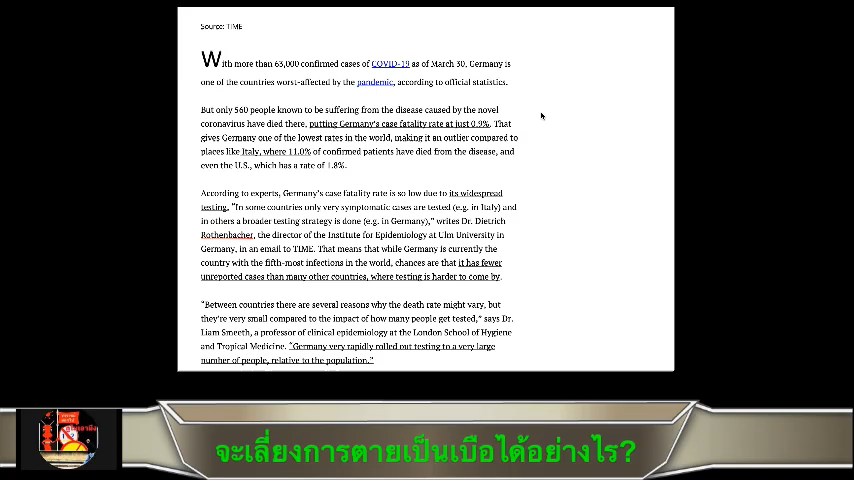 Source: TIME
With more than 63,000 confirmed cases of COVID-19 as of March 30, Germany is
one of the countries worst-affected by the pandemic, according to official statistics.
But only 560 people known to be suffering from the disease caused by the novel
coronavirus have died there, putting Germany's case fatality rate at just 0.9%. That
gives Germany one of the lowest rates in the world, making it an outlier compared to
places like Italy, where 11.0% of confirmed patients have died from the disease, and
even the U.S., which has a rate of 1.8%.
According to experts, Germany's case fatality rate is so low due to its widespread
testing. "In some countries only very symptomatic cases are tested (e.g. in Italy) and
in others a broader testing strategy is done (e.g. in Germany)," writes Dr. Dietrich
Rothenbacher, the director of the Institute for Epidemiology at Ulm University in
Germany, in an email to TIME. That means that while Germany is currently the
country with the fifth-most infections in the world, chances are that it has fewer
unreported cases than many other countries, where testing is harder to come by.
"Between countries there are several reasons why the death rate might vary, but
they're very small compared to the impact of how many people get tested," says Dr.
Liam Smeeth, a professor of clinical epidemiology at the London School of Hygiene
and Tropical Medicine. "Germany very rapidly rolled out testing to a very large
number of people, relative to the population."
จะเลี่ยงการตายเป็นเบือได้อย่างไร?